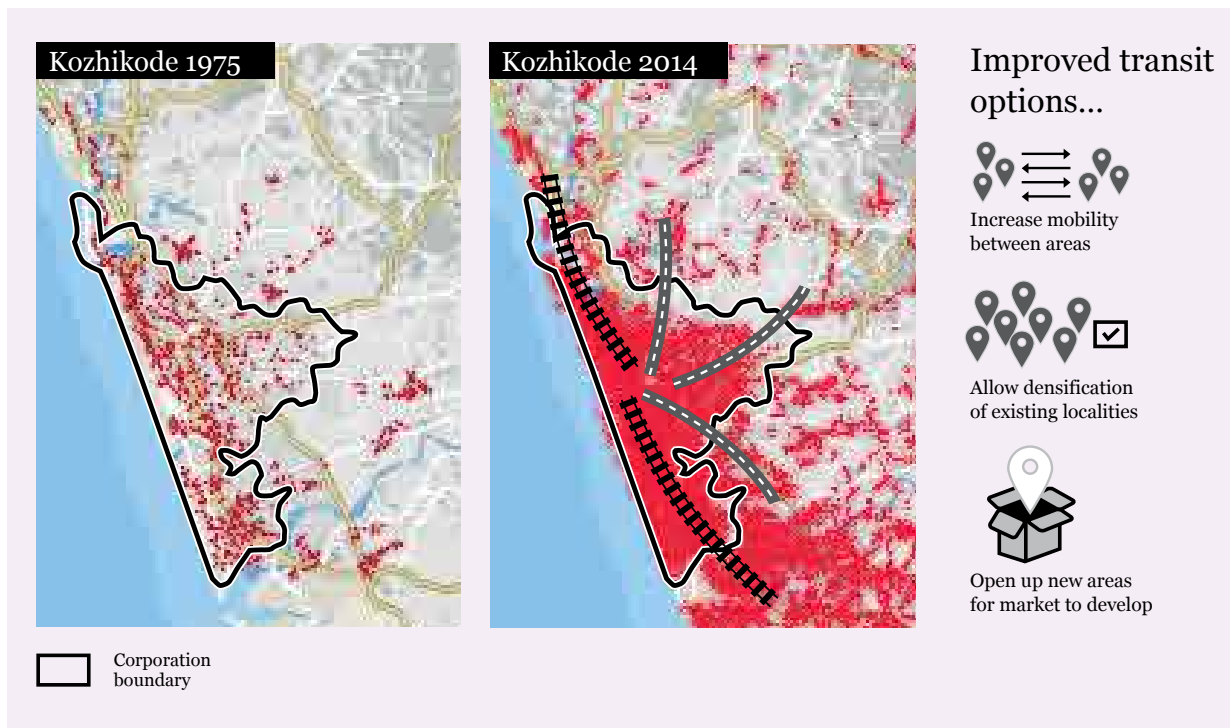 Kozhikode 1975
Kozhikode 2014
Improved transit
options...
Increase mobility
between areas
Allow densification
of existing localities
Open up new areas
for market to develop
Corporation
boundary